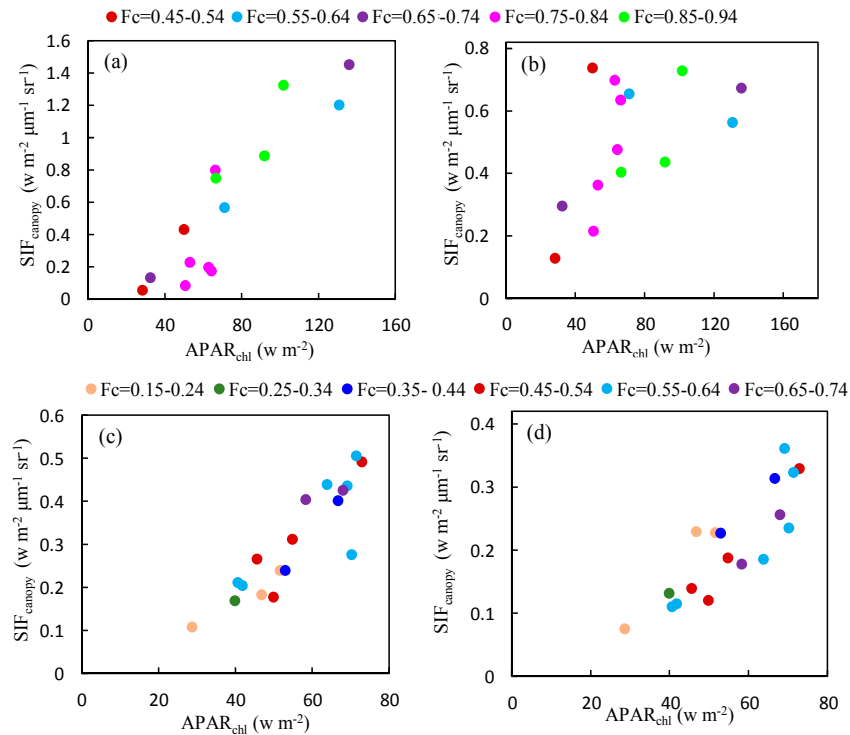 Fc=0.45-0.54 Fc=0.55-0.64 Fc=0.65-0.74 Fc=0.75-0.84 Fc=0.85-0.94
(a)
SIFcanopy (w m-2 μm-1 sr-1)
1.6
1.4
1.2
1
0.8
0.6
0.4
0.2
0
0 40 80 120 160
APARchl (w m-2)
(b)
SIFcanopy (w m-2 μm-1 sr-1)
0.8
0.6
0.4
0.2
0
0 40 80 120 160
APARchl (w m-2)
Fc=0.15-0.24 Fc=0.25-0.34 Fc=0.35- 0.44 Fc=0.45-0.54 Fc=0.55-0.64 Fc=0.65-0.74
(c)
SIFcanopy (w m-2 μm-1 sr-1)
0.6
0.5
0.4
0.3
0.2
0.1
0
0 20 40 60 80
APARchl (w m-2)
(d)
SIFcanopy (w m-2 μm-1 sr-1)
0.4
0.3
0.2
0.1
0
0 20 40 60 80
APARchl (w m-2)